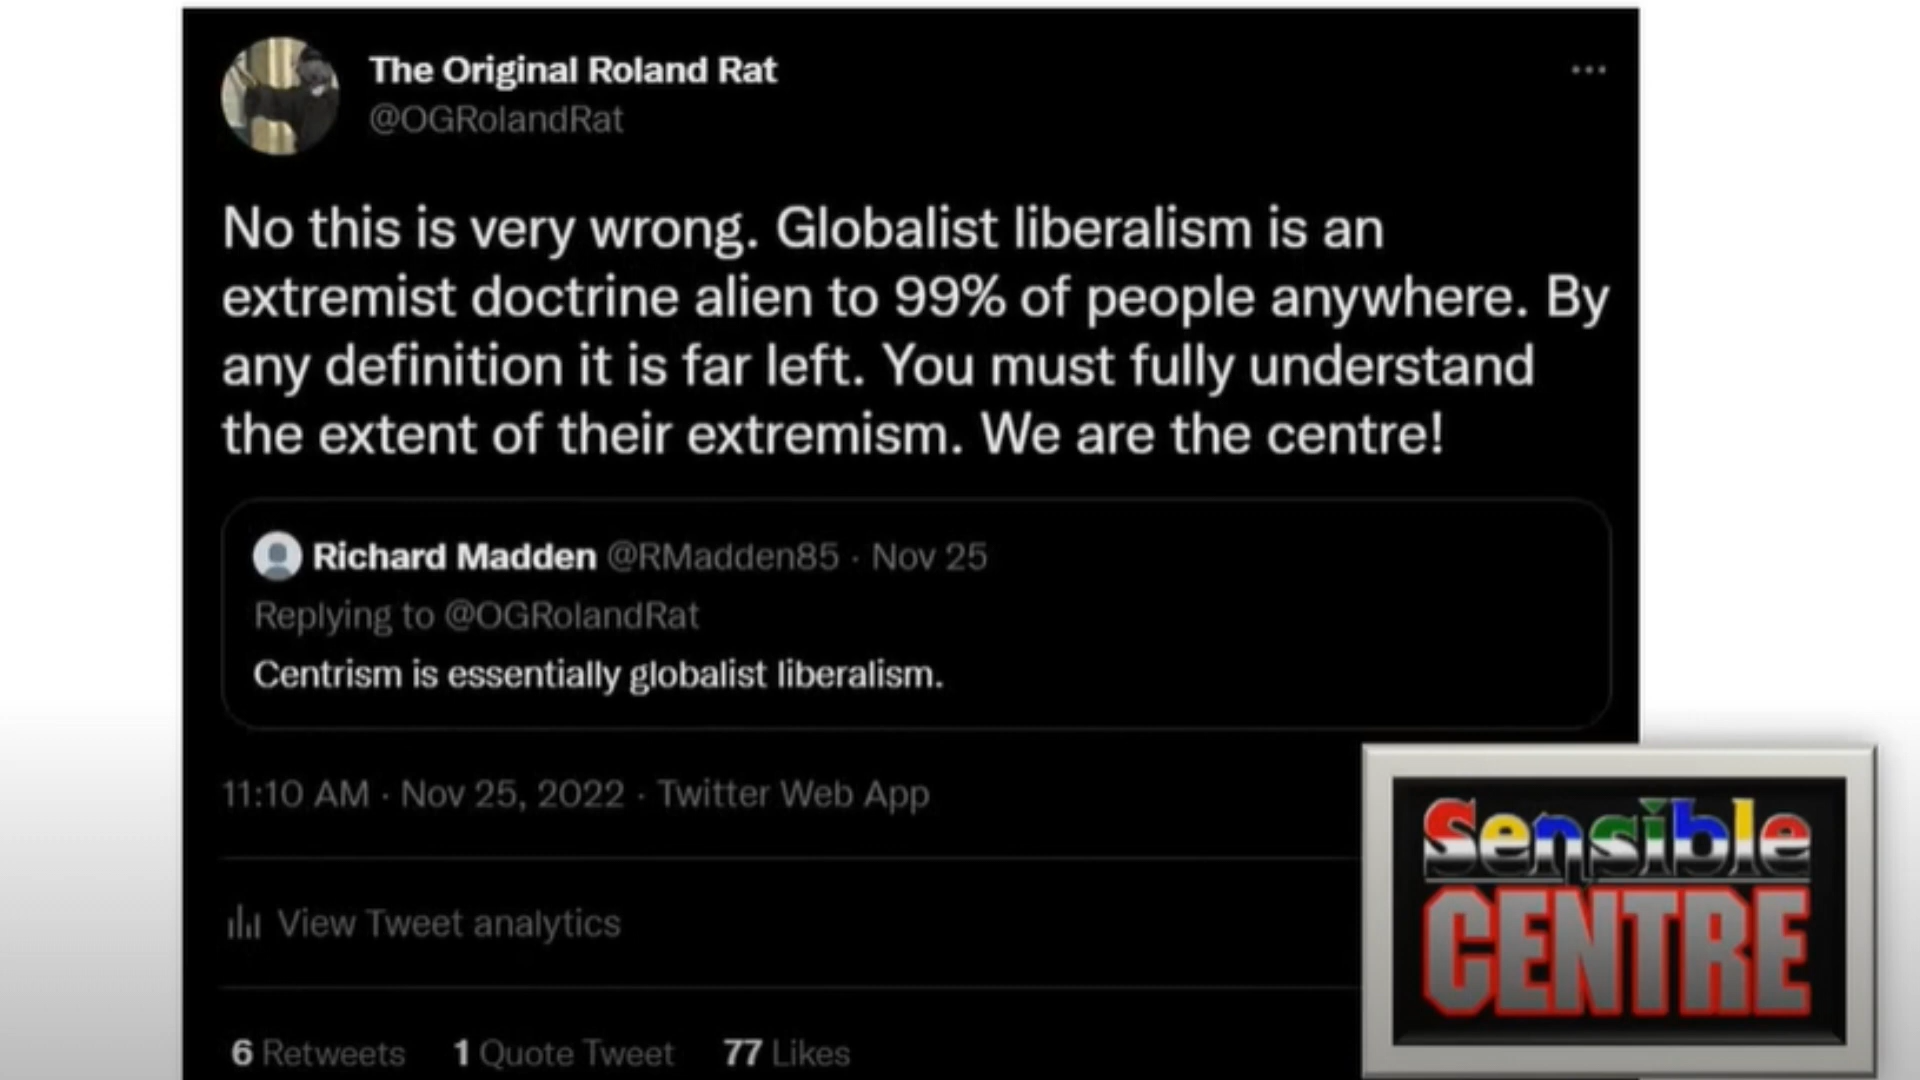 The Original Roland Rat
@OGRolandRat
No this is very wrong. Globalist liberalism is an
extremist doctrine alien to 99% of people anywhere. By
any definition it is far left. You must fully understand
the extent of their extremism. We are the centre!
Richard Madden @RMadden85 · Nov 25
Replying to @OGRolandRat
Centrism is essentially globalist liberalism.
11:10 AM · Nov 25, 2022 · Twitter Web App
View Tweet analytics
6 Retweets 1 Quote Tweet 77 Likes
Sensible
CENTRE